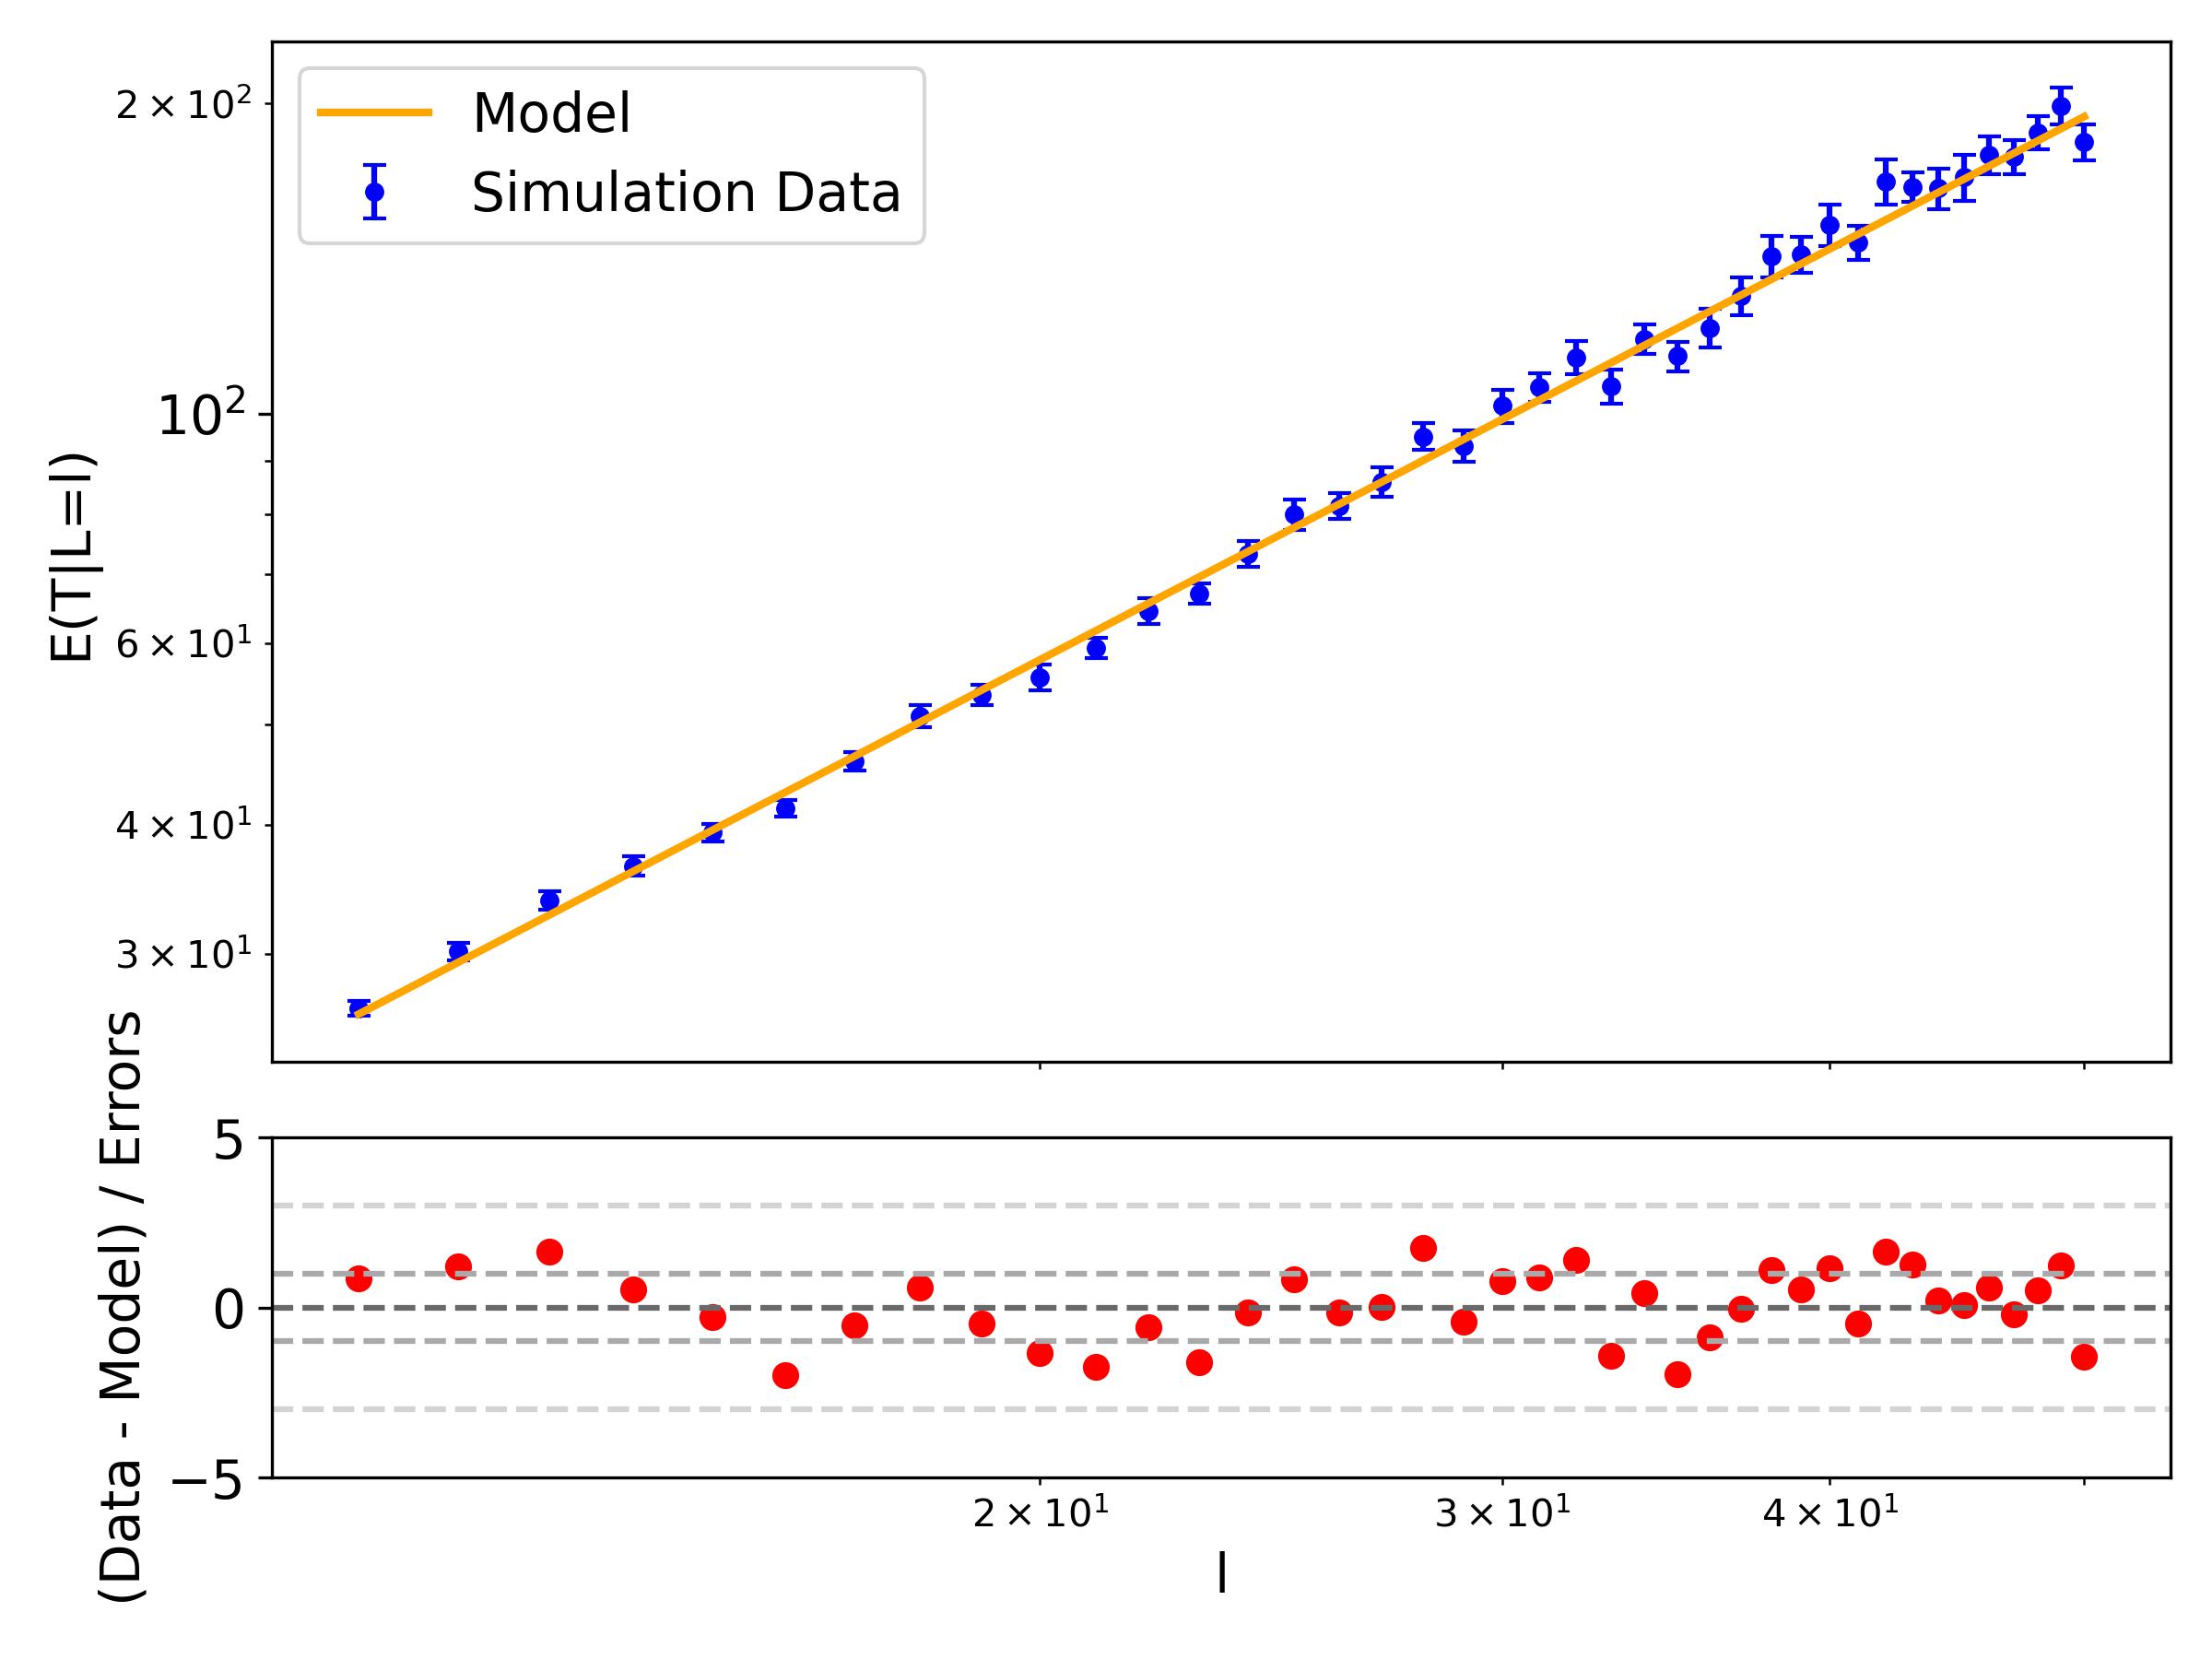 Model
Simulation Data
2 × 10²
10²
6 × 10¹
4 × 10¹
3 × 10¹
E(T|L=l)
5
0
−5
(Data - Model) / Errors
2 × 10¹
3 × 10¹
4 × 10¹
l